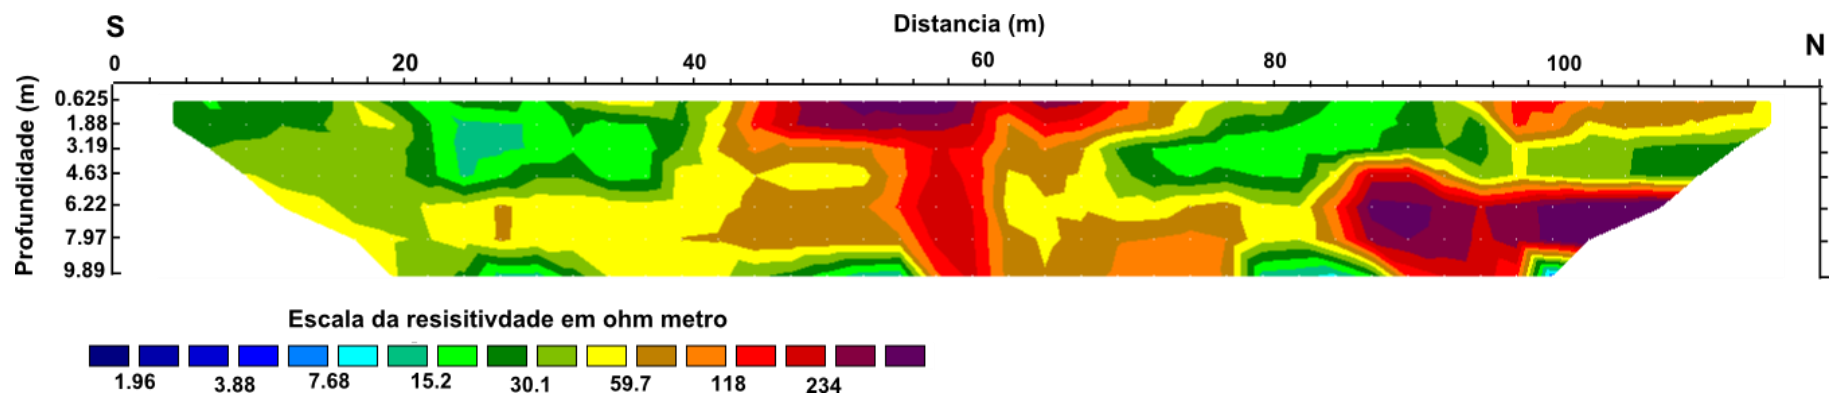 S
Distancia (m)
N
0 20 40 60 80 100
Profundidade (m)
0.625
1.88
3.19
4.63
6.22
7.97
9.89
Escala da resisitivdade em ohm metro
1.96 3.88 7.68 15.2 30.1 59.7 118 234